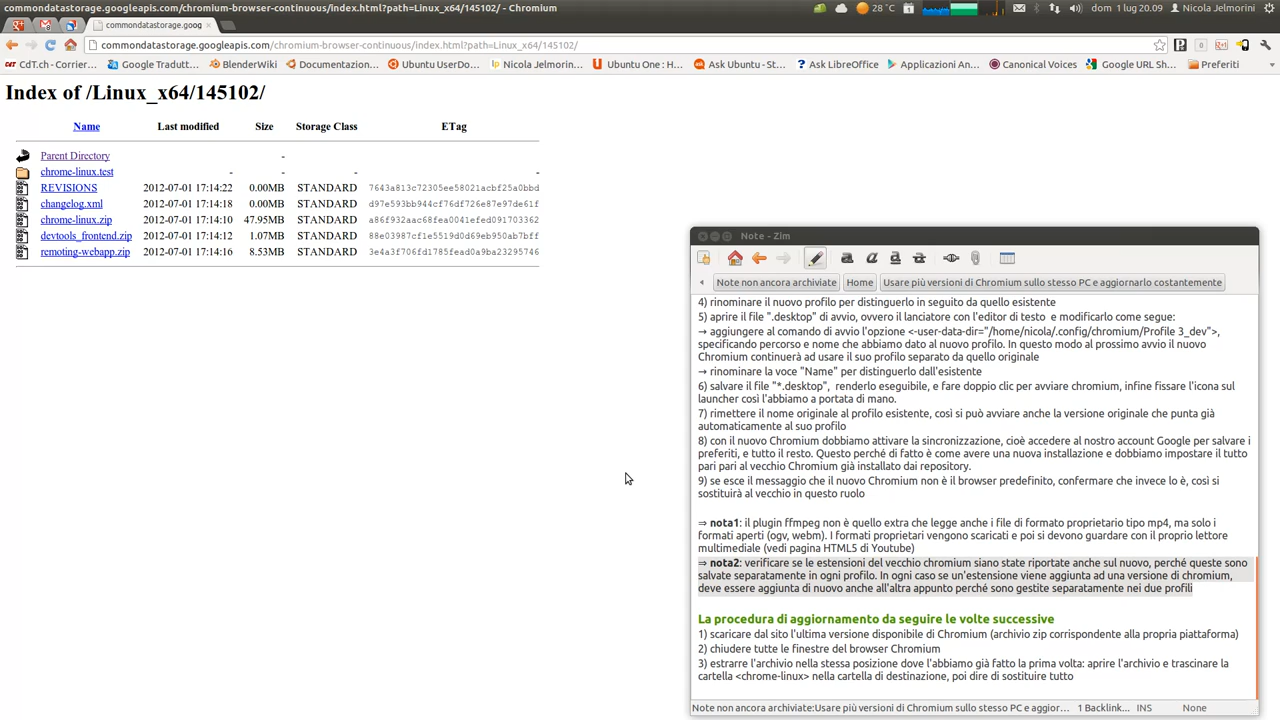 commondatastorage.googleapis.com/chromium-browser-continuous/index.html?path=Linux_x64/145102/ - Chromium
28 °C
dom 1 lug 20.09
Nicola Jelmorini
commondatastorage.goog
commondatastorage.googleapis.com/chromium-browser-continuous/index.html?path=Linux_x64/145102/
CdT.ch - Corrier...
Google Tradutt...
BlenderWiki
Documentazion...
Ubuntu UserDo...
Nicola Jelmorin...
Ubuntu One : H...
Ask Ubuntu - St...
Ask LibreOffice
Applicazioni An...
Canonical Voices
Google URL Sh...
Preferiti
Index of /Linux_x64/145102/
Name Last modified Size Storage Class ETag
Parent Directory -
chrome-linux.test - - - -
REVISIONS 2012-07-01 17:14:22 0.00MB STANDARD 7643a813c72305ee58021acbf25a0bbd
changelog.xml 2012-07-01 17:14:18 0.00MB STANDARD d97e593bb944cf76df726e87e97de61f
chrome-linux.zip 2012-07-01 17:14:10 47.95MB STANDARD a86f932aac68fea0041efed091703362
devtools_frontend.zip 2012-07-01 17:14:12 1.07MB STANDARD 88e03987cf1e5519d0d69eb950ab7bff
remoting-webapp.zip 2012-07-01 17:14:16 8.53MB STANDARD 3e4a3f706fd1785fead0a9ba23295746
Note - Zim
Note non ancora archiviate
Home
Usare più versioni di Chromium sullo stesso PC e aggiornarlo costantemente
4) rinominare il nuovo profilo per distinguerlo in seguito da quello esistente
5) aprire il file ".desktop" di avvio, ovvero il lanciatore con l'editor di testo e modificarlo come segue:
→ aggiungere al comando di avvio l'opzione <-user-data-dir="/home/nicola/.config/chromium/Profile 3_dev">,
specificando percorso e nome che abbiamo dato al nuovo profilo. In questo modo al prossimo avvio il nuovo
Chromium continuerà ad usare il suo profilo separato da quello originale
→ rinominare la voce "Name" per distinguerlo dall'esistente
6) salvare il file "*.desktop", renderlo eseguibile, e fare doppio clic per avviare chromium, infine fissare l'icona sul
launcher così l'abbiamo a portata di mano.
7) rimettere il nome originale al profilo esistente, così si può avviare anche la versione originale che punta già
automaticamente al suo profilo
8) con il nuovo Chromium dobbiamo attivare la sincronizzazione, cioè accedere al nostro account Google per salvare i
preferiti, e tutto il resto. Questo perché di fatto è come avere una nuova installazione e dobbiamo impostare il tutto
pari pari al vecchio Chromium già installato dai repository.
9) se esce il messaggio che il nuovo Chromium non è il browser predefinito, confermare che invece lo è, così si
sostituirà al vecchio in questo ruolo
⇒ nota1: il plugin ffmpeg non è quello extra che legge anche i file di formato proprietario tipo mp4, ma solo i
formati aperti (ogv, webm). I formati proprietari vengono scaricati e poi si devono guardare con il proprio lettore
multimediale (vedi pagina HTML5 di Youtube)
⇒ nota2: verificare se le estensioni del vecchio chromium siano state riportate anche sul nuovo, perché queste sono
salvate separatamente in ogni profilo. In ogni caso se un'estensione viene aggiunta ad una versione di chromium,
deve essere aggiunta di nuovo anche all'altra appunto perché sono gestite separatamente nei due profili
La procedura di aggiornamento da seguire le volte successive
1) scaricare dal sito l'ultima versione disponibile di Chromium (archivio zip corrispondente alla propria piattaforma)
2) chiudere tutte le finestre del browser Chromium
3) estrarre l'archivio nella stessa posizione dove l'abbiamo già fatto la prima volta: aprire l'archivio e trascinare la
cartella <chrome-linux> nella cartella di destinazione, poi dire di sostituire tutto
Note non ancora archiviate:Usare più versioni di Chromium sullo stesso PC e aggior...
1 Backlink...
INS
None